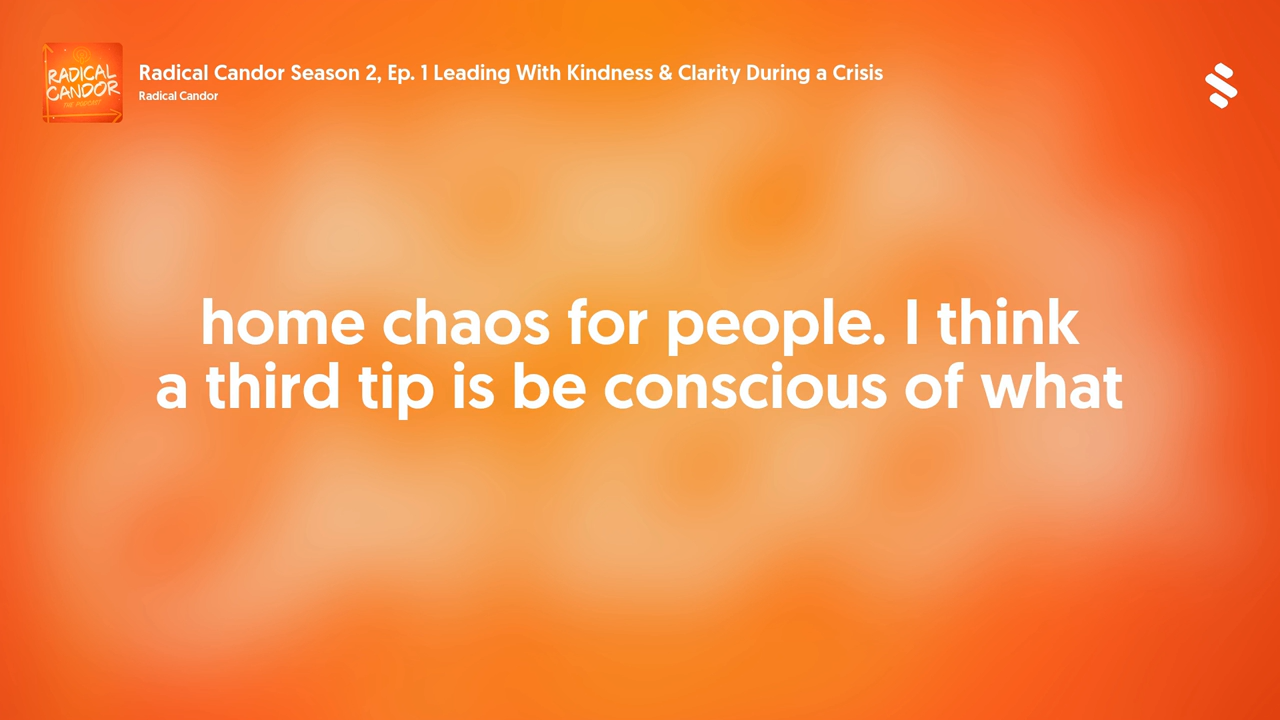 RADICAL
CANDOR
THE PODCAST
Radical Candor Season 2, Ep. 1 Leading With Kindness & Clarity During a Crisis
Radical Candor
home chaos for people. I think
a third tip is be conscious of what